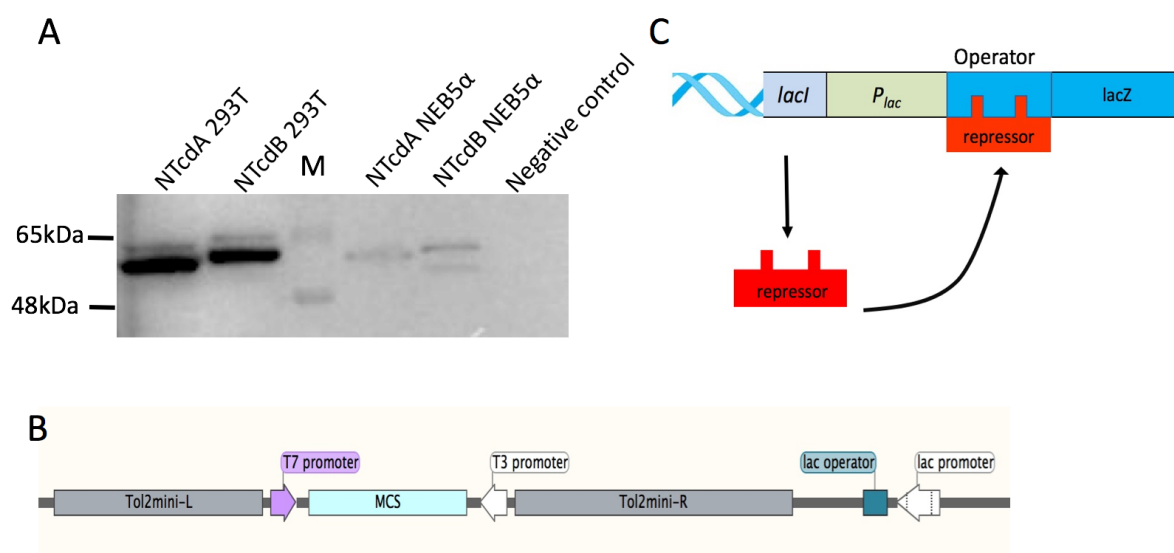 A
NTcdA 293T
NTcdB 293T
M
NTcdA NEB5α
NTcdB NEB5α
Negative control
65kDa
48kDa
C
Operator
lacI
Plac
lacZ
repressor
repressor
B
T7 promoter
T3 promoter
lac operator
lac promoter
Tol2mini-L
MCS
Tol2mini-R